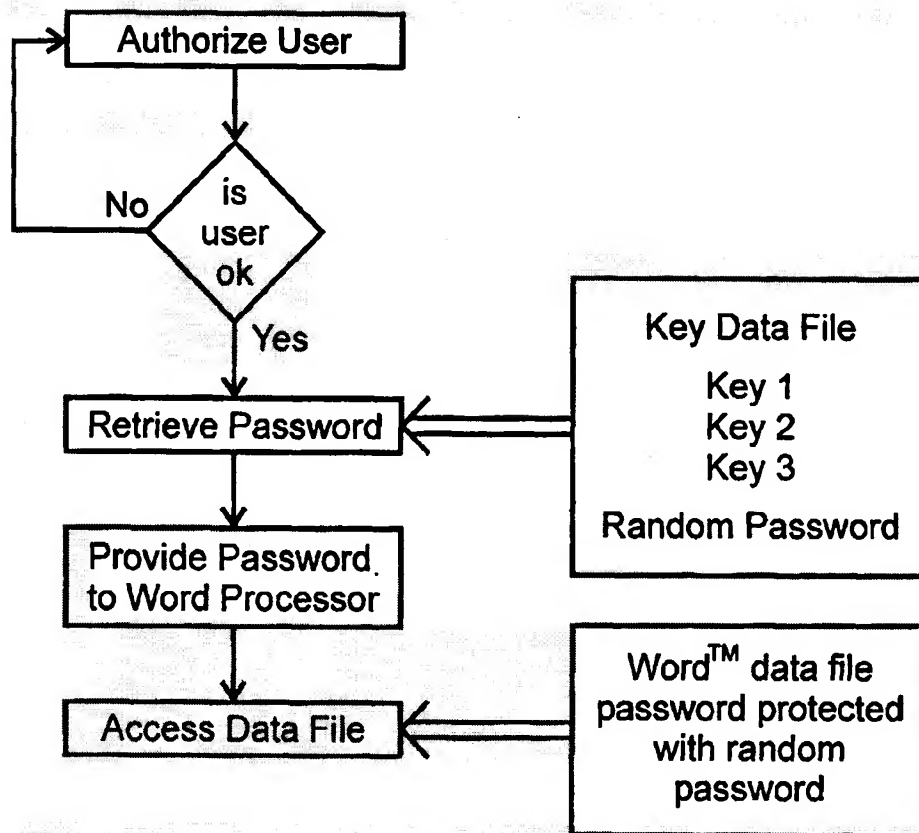 Authorize User
No
is
user
ok
Yes
Retrieve Password
Provide Password
to Word Processor
Access Data File
Key Data File
Key 1
Key 2
Key 3
Random Password
Word™ data file
password protected
with random
password